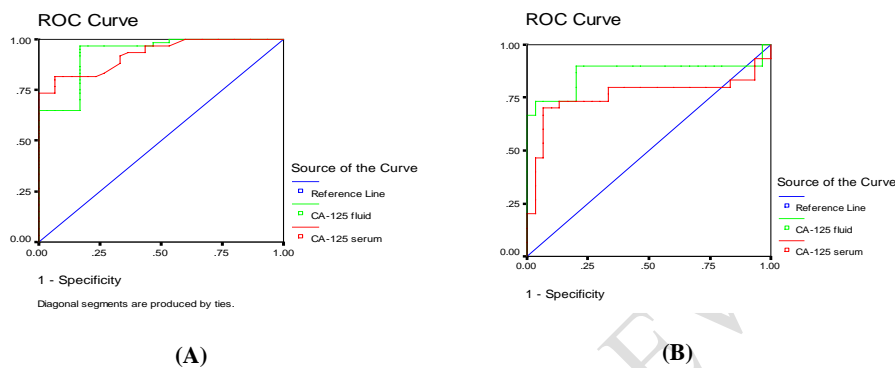 ROC Curve
1.00
.75
.50
.25
0.00
0.00 .25 .50 .75 1.00
1 - Specificity
Diagonal segments are produced by ties.
Source of the Curve
Reference Line
CA-125 fluid
CA-125 serum
(A)
ROC Curve
1.00
.75
.50
.25
0.00
0.00 .25 .50 .75 1.00
1 - Specificity
Source of the Curve
Reference Line
CA-125 fluid
CA-125 serum
(B)